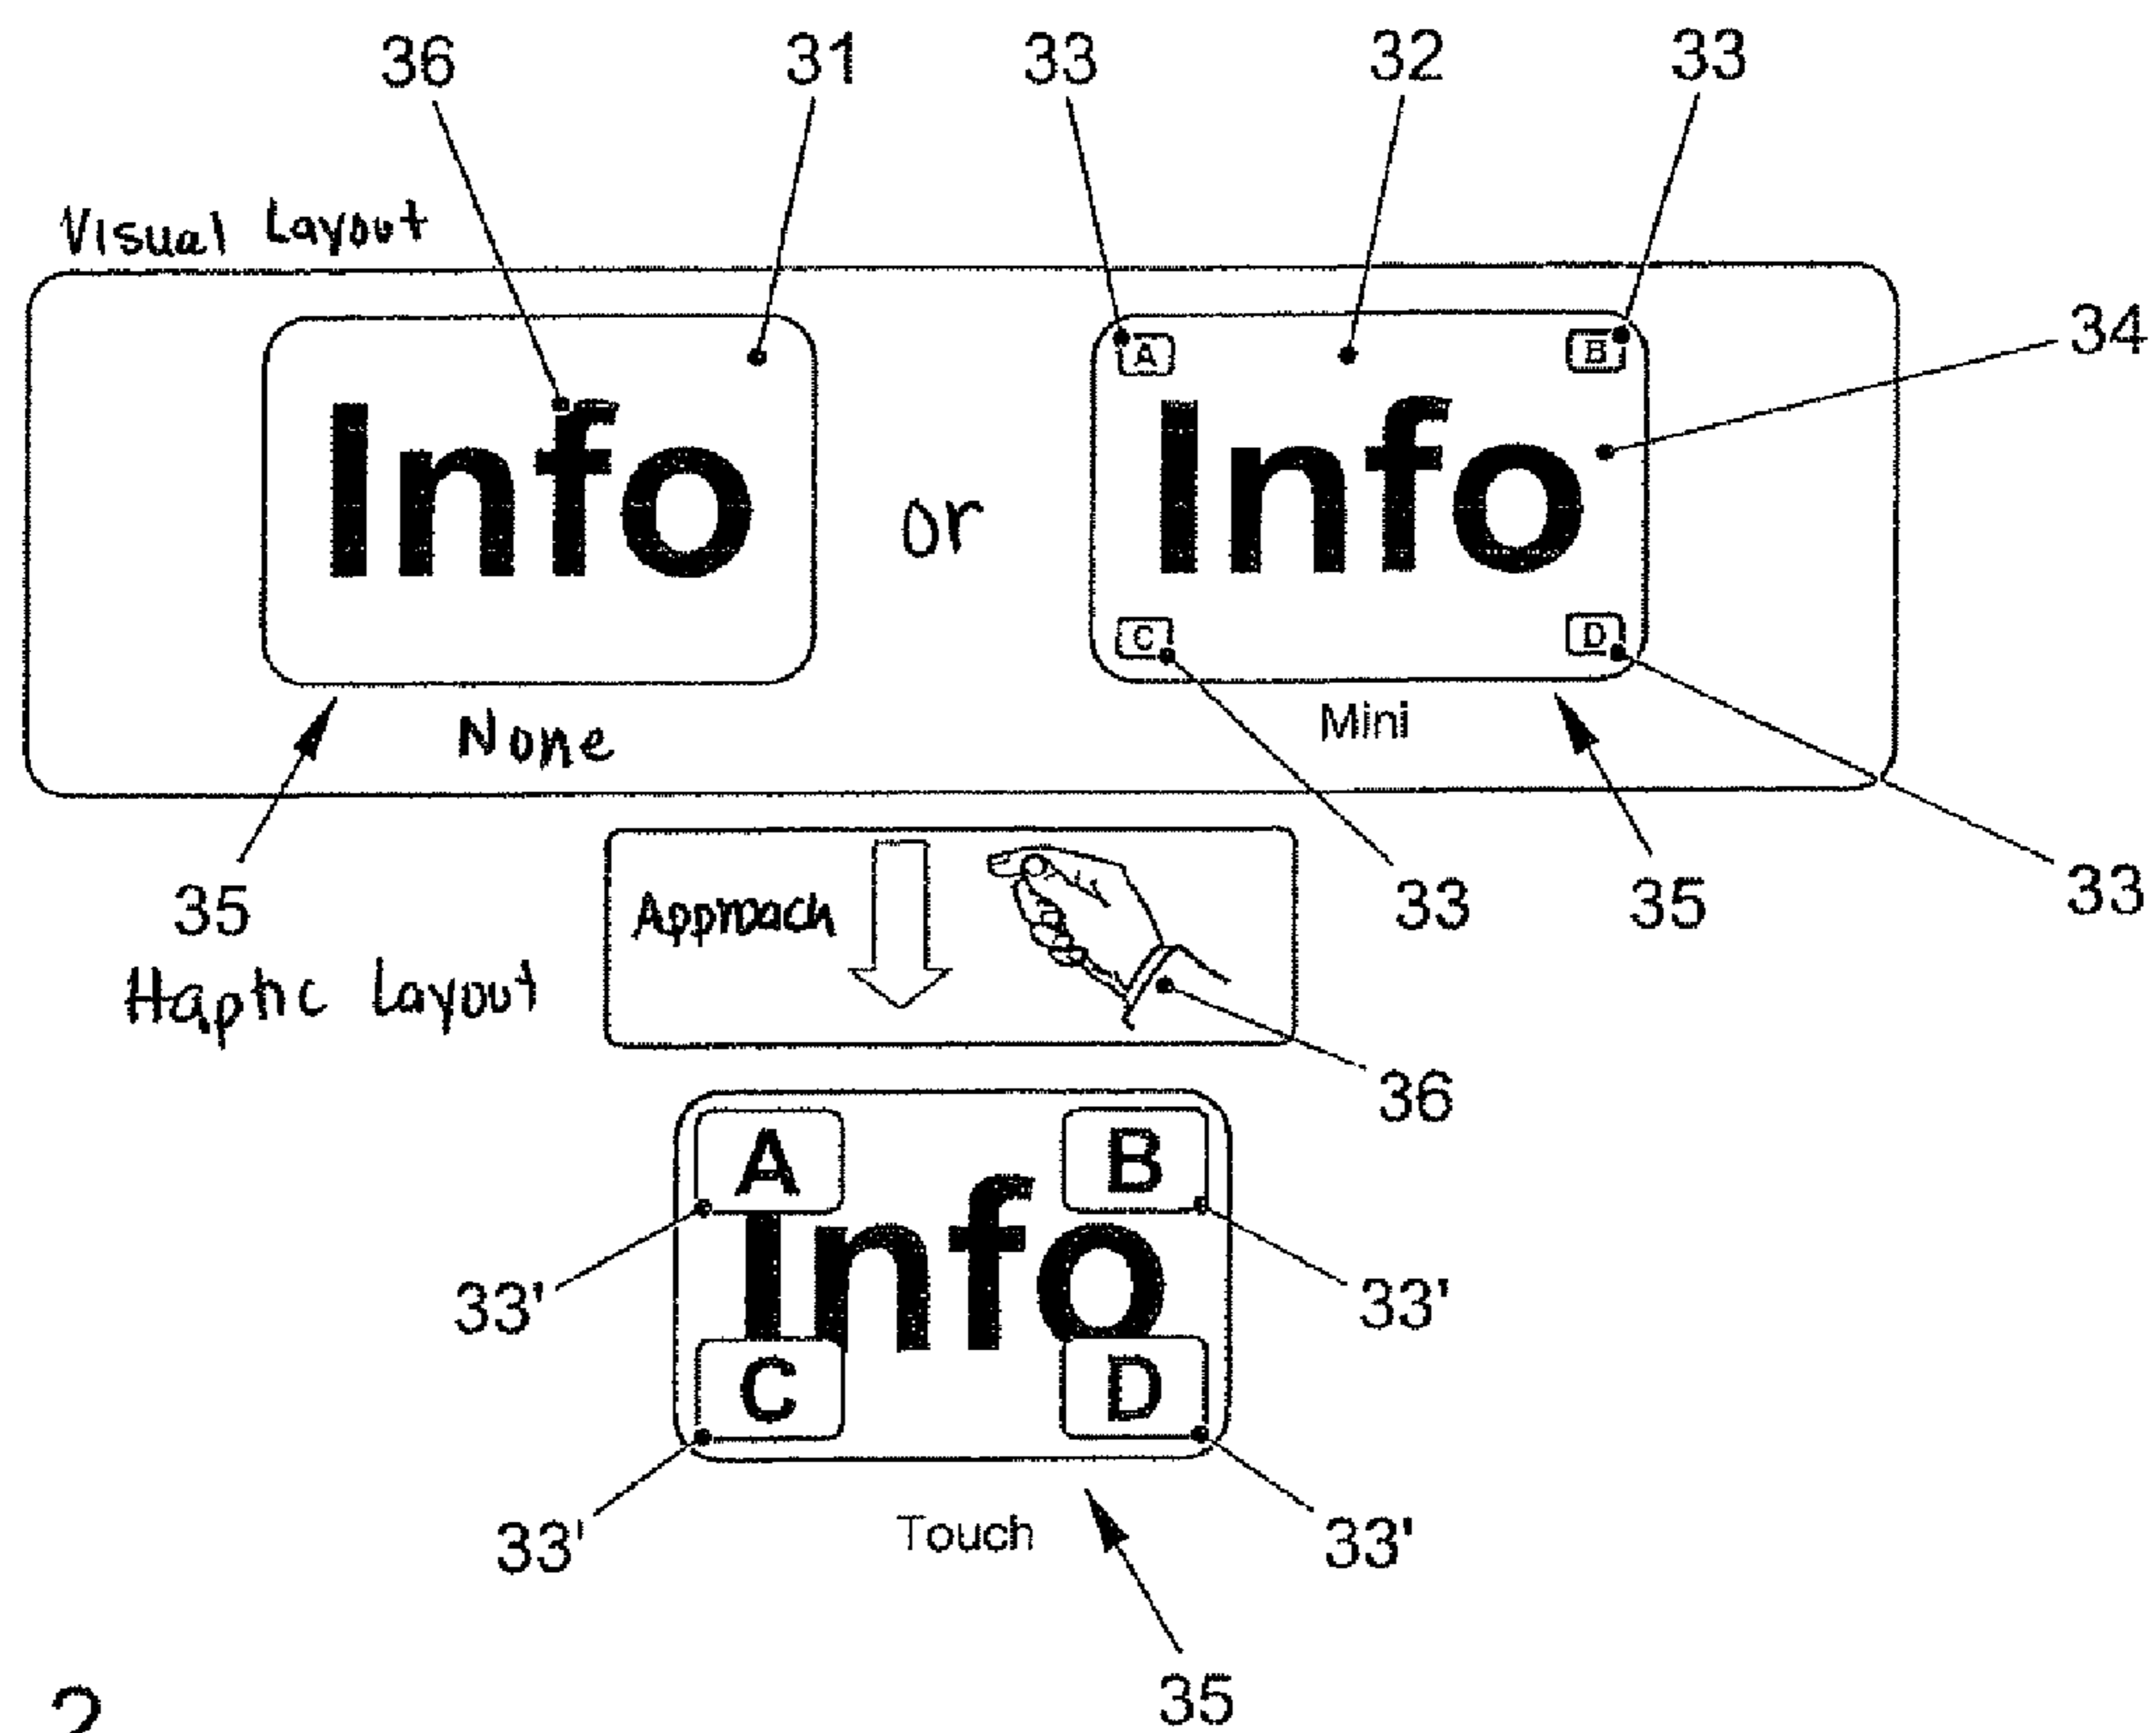 36 31 33 32 33
Visual Layout
34
A B
Info or Info
C D
None Mini
35 33 35 33
Approach
Haptic Layout
36
A B
Info
33' 33'
C D
33' Touch 33'
35
2